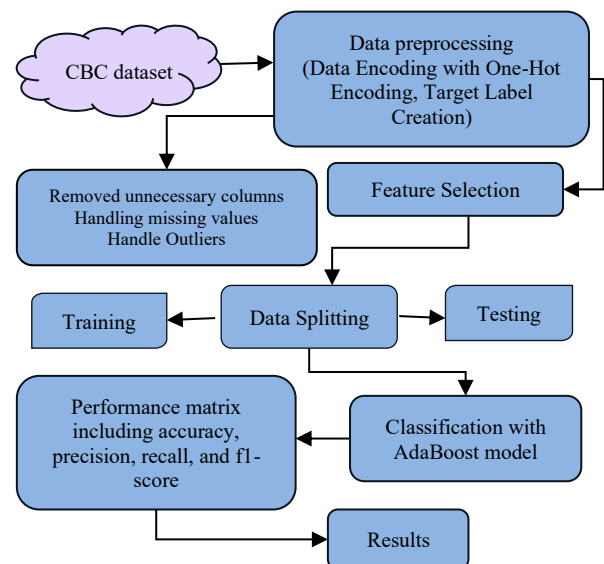 CBC dataset
Data preprocessing
(Data Encoding with One-Hot
Encoding, Target Label
Creation)
Removed unnecessary columns
Handling missing values
Handle Outliers
Feature Selection
Training
Data Splitting
Testing
Performance matrix
including accuracy,
precision, recall, and f1-
score
Classification with
AdaBoost model
Results